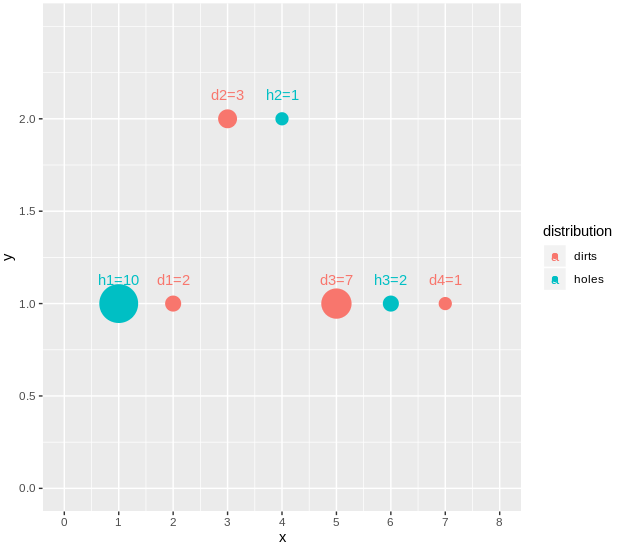 d2=3 h2=1
h1=10 d1=2 d3=7 h3=2 d4=1
2.0
1.5
1.0
0.5
0.0
y
0 1 2 3 4 5 6 7 8
x
distribution
a dirts
a holes